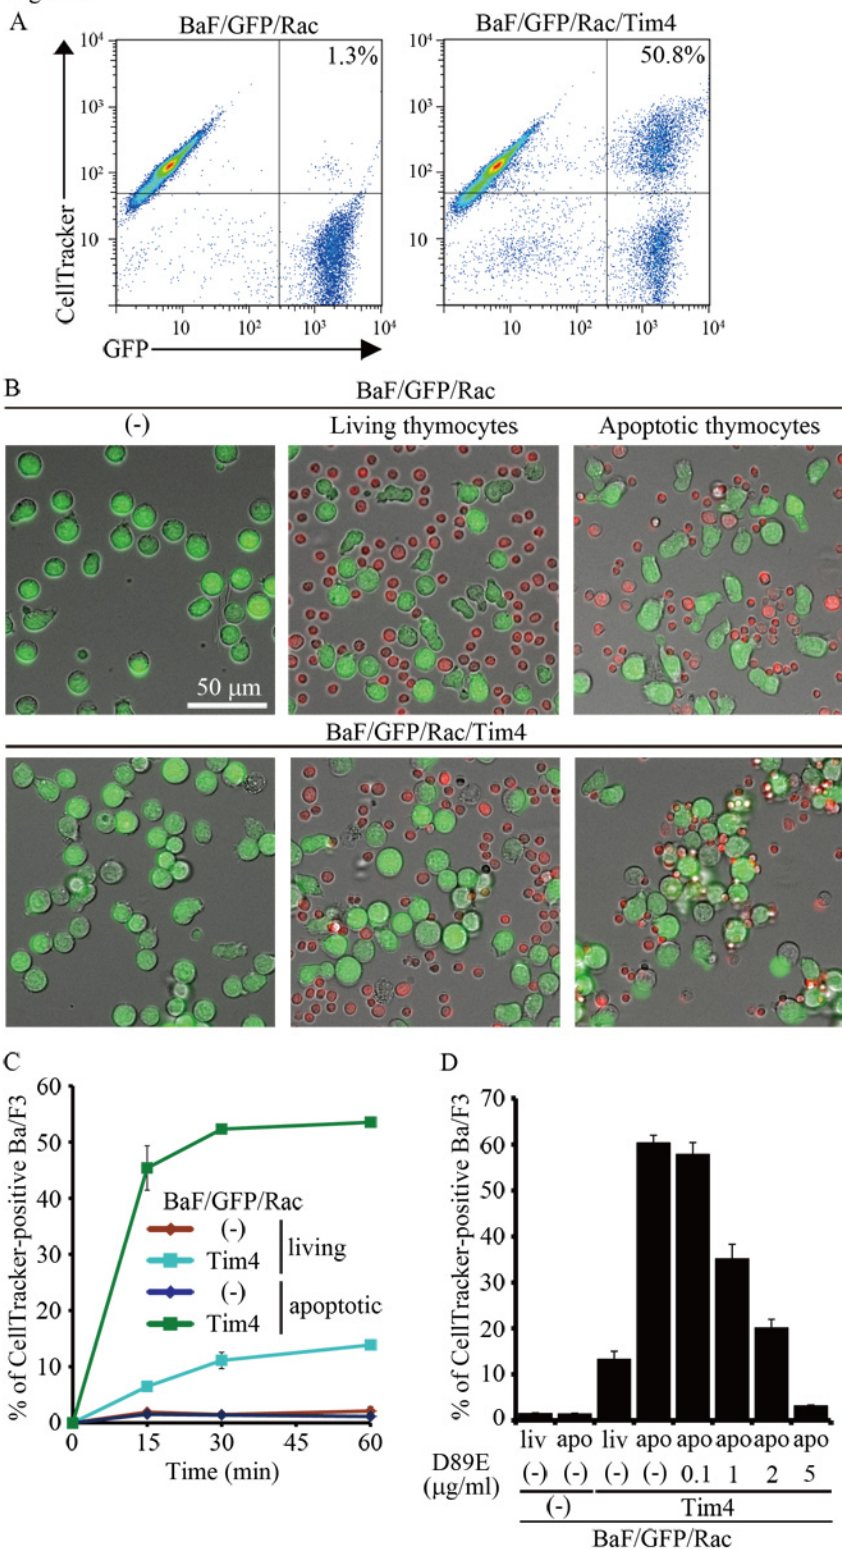 A
BaF/GFP/Rac
BaF/GFP/Rac/Tim4
10⁴
1.3%
10⁴
50.8%
10³
10³
10²
10²
10
10
CellTracker
10 10² 10³ 10⁴
10 10² 10³ 10⁴
GFP
B
BaF/GFP/Rac
(-)
Living thymocytes
Apoptotic thymocytes
50 μm
BaF/GFP/Rac/Tim4
C
% of CellTracker-positive Ba/F3
60
50
40
30
20
10
0
BaF/GFP/Rac
(-)
Tim4
living
(-)
Tim4
apoptotic
0 15 30 45 60
Time (min)
D
% of CellTracker-positive Ba/F3
70
60
50
40
30
20
10
0
liv apo liv apo apo apo apo apo
D89E (-) (-) (-) (-) 0.1 1 2 5
(μg/ml)
(-) Tim4
BaF/GFP/Rac